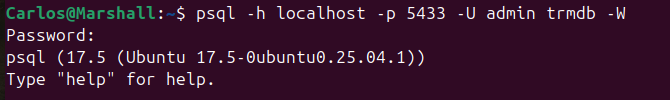 Carlos@Marshall:~$ psql -h localhost -p 5433 -U admin trmdb -W
Password:
psql (17.5 (Ubuntu 17.5-0ubuntu0.25.04.1))
Type "help" for help.